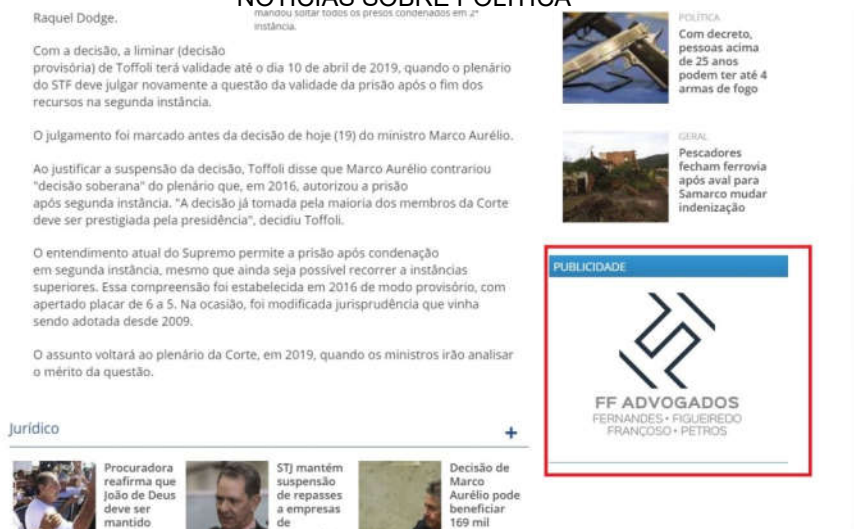 NOTÍCIAS SOBRE POLÍTICA
Raquel Dodge.
mandou soltar todos os presos condenados em 2ª
instância.
Com a decisão, a liminar (decisão
provisória) de Toffoli terá validade até o dia 10 de abril de 2019, quando o plenário
do STF deve julgar novamente a questão da validade da prisão após o fim dos
recursos na segunda instância.
O julgamento foi marcado antes da decisão de hoje (19) do ministro Marco Aurélio.
Ao justificar a suspensão da decisão, Toffoli disse que Marco Aurélio contrariou
"decisão soberana" do plenário que, em 2016, autorizou a prisão
após segunda instância. "A decisão já tomada pela maioria dos membros da Corte
deve ser prestigiada pela presidência", decidiu Toffoli.
O entendimento atual do Supremo permite a prisão após condenação
em segunda instância, mesmo que ainda seja possível recorrer a instâncias
superiores. Essa compreensão foi estabelecida em 2016 de modo provisório, com
apertado placar de 6 a 5. Na ocasião, foi modificada jurisprudência que vinha
sendo adotada desde 2009.
O assunto voltará ao plenário da Corte, em 2019, quando os ministros irão analisar
o mérito da questão.
POLÍTICA
Com decreto,
pessoas acima
de 25 anos
podem ter até 4
armas de fogo
GERAL
Pescadores
fecham ferrovia
após aval para
Samarco mudar
indenização
PUBLICIDADE
FF ADVOGADOS
FERNANDES • FIGUEIREDO
FRANÇOSO • PETROS
Jurídico
+
Procuradora
reafirma que
João de Deus
deve ser
mantido
STJ mantém
suspensão
de repasses
a empresas
de
Decisão de
Marco
Aurélio pode
beneficiar
169 mil